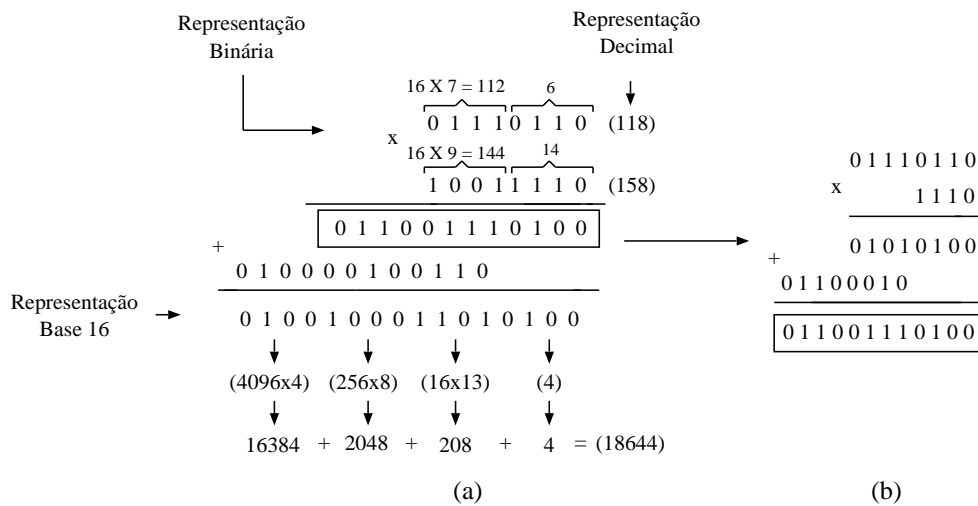 Representação
Binária
Representação
Decimal
16 X 7 = 112 6
0 1 1 1 0 1 1 0 (118)
x
16 X 9 = 144 14
1 0 0 1 1 1 1 0 (158)
0 1 1 0 0 1 1 1 0 1 0 0
+
0 1 0 0 0 0 1 0 0 1 1 0
Representação
Base 16
0 1 0 0 1 0 0 0 1 1 0 1 0 1 0 0
(4096x4) (256x8) (16x13) (4)
16384 + 2048 + 208 + 4 = (18644)
(a)
0 1 1 1 0 1 1 0
x 1 1 1 0
0 1 0 1 0 1 0 0
+
0 1 1 0 0 0 1 0
0 1 1 0 0 1 1 1 0 1 0 0
(b)